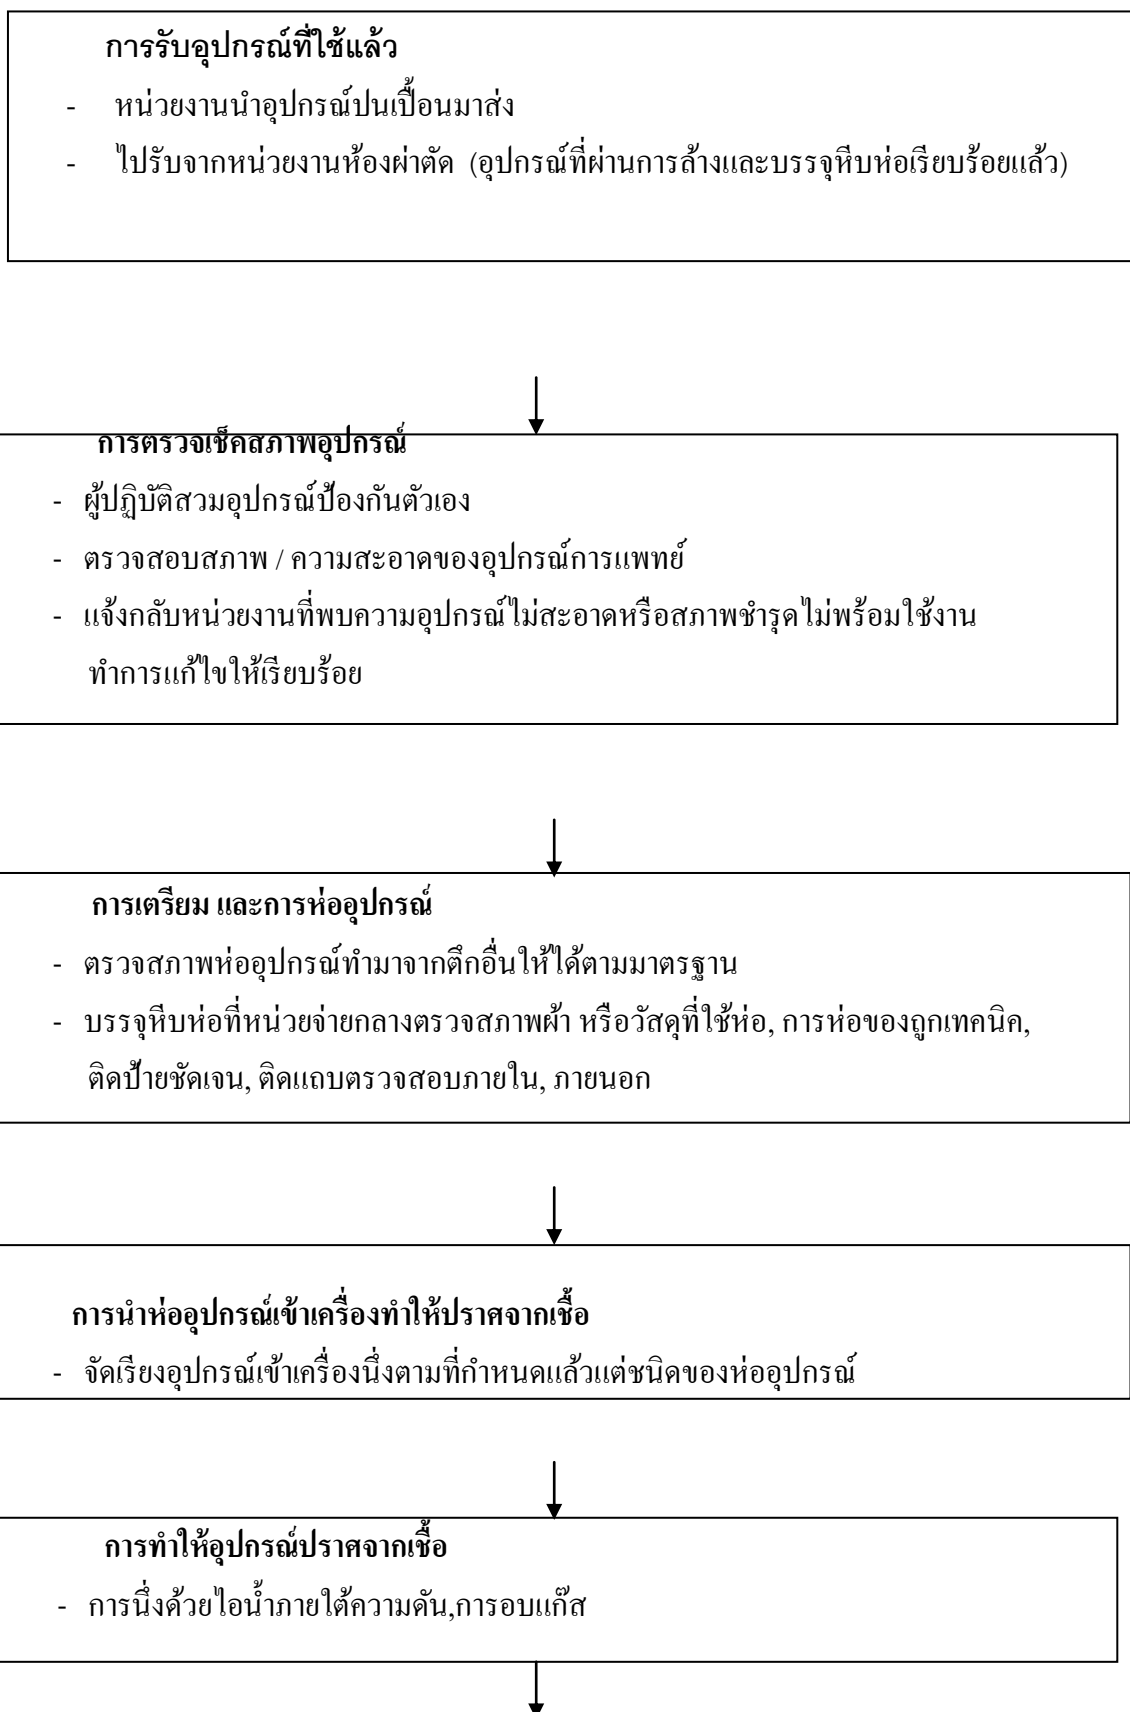 การรับอุปกรณ์ที่ใช้แล้ว
- หน่วยงานนำอุปกรณ์ปนเปื้อนมาส่ง
- ไปรับจากหน่วยงานห้องผ่าตัด (อุปกรณ์ที่ผ่านการล้างและบรรจุหีบห่อเรียบร้อยแล้ว)
การตรวจเช็คสภาพอุปกรณ์
- ผู้ปฏิบัติสวมอุปกรณ์ป้องกันตัวเอง
- ตรวจสอบสภาพ / ความสะอาดของอุปกรณ์การแพทย์
- แจ้งกลับหน่วยงานที่พบความอุปกรณ์ไม่สะอาดหรือสภาพชำรุดไม่พร้อมใช้งาน
ทำการแก้ไขให้เรียบร้อย
การเตรียม และการห่ออุปกรณ์
- ตรวจสภาพห่ออุปกรณ์ทำมาจากตึกอื่นให้ได้ตามมาตรฐาน
- บรรจุหีบห่อที่หน่วยจ่ายกลางตรวจสภาพผ้า หรือวัสดุที่ใช้ห่อ, การห่อของถูกเทคนิค,
ติดป้ายชัดเจน, ติดแถบตรวจสอบภายใน, ภายนอก
การนำห่ออุปกรณ์เข้าเครื่องทำให้ปราศจากเชื้อ
- จัดเรียงอุปกรณ์เข้าเครื่องนึ่งตามที่กำหนดแล้วแต่ชนิดของห่ออุปกรณ์
การทำให้อุปกรณ์ปราศจากเชื้อ
- การนึ่งด้วยไอน้ำภายใต้ความดัน,การอบแก๊ส